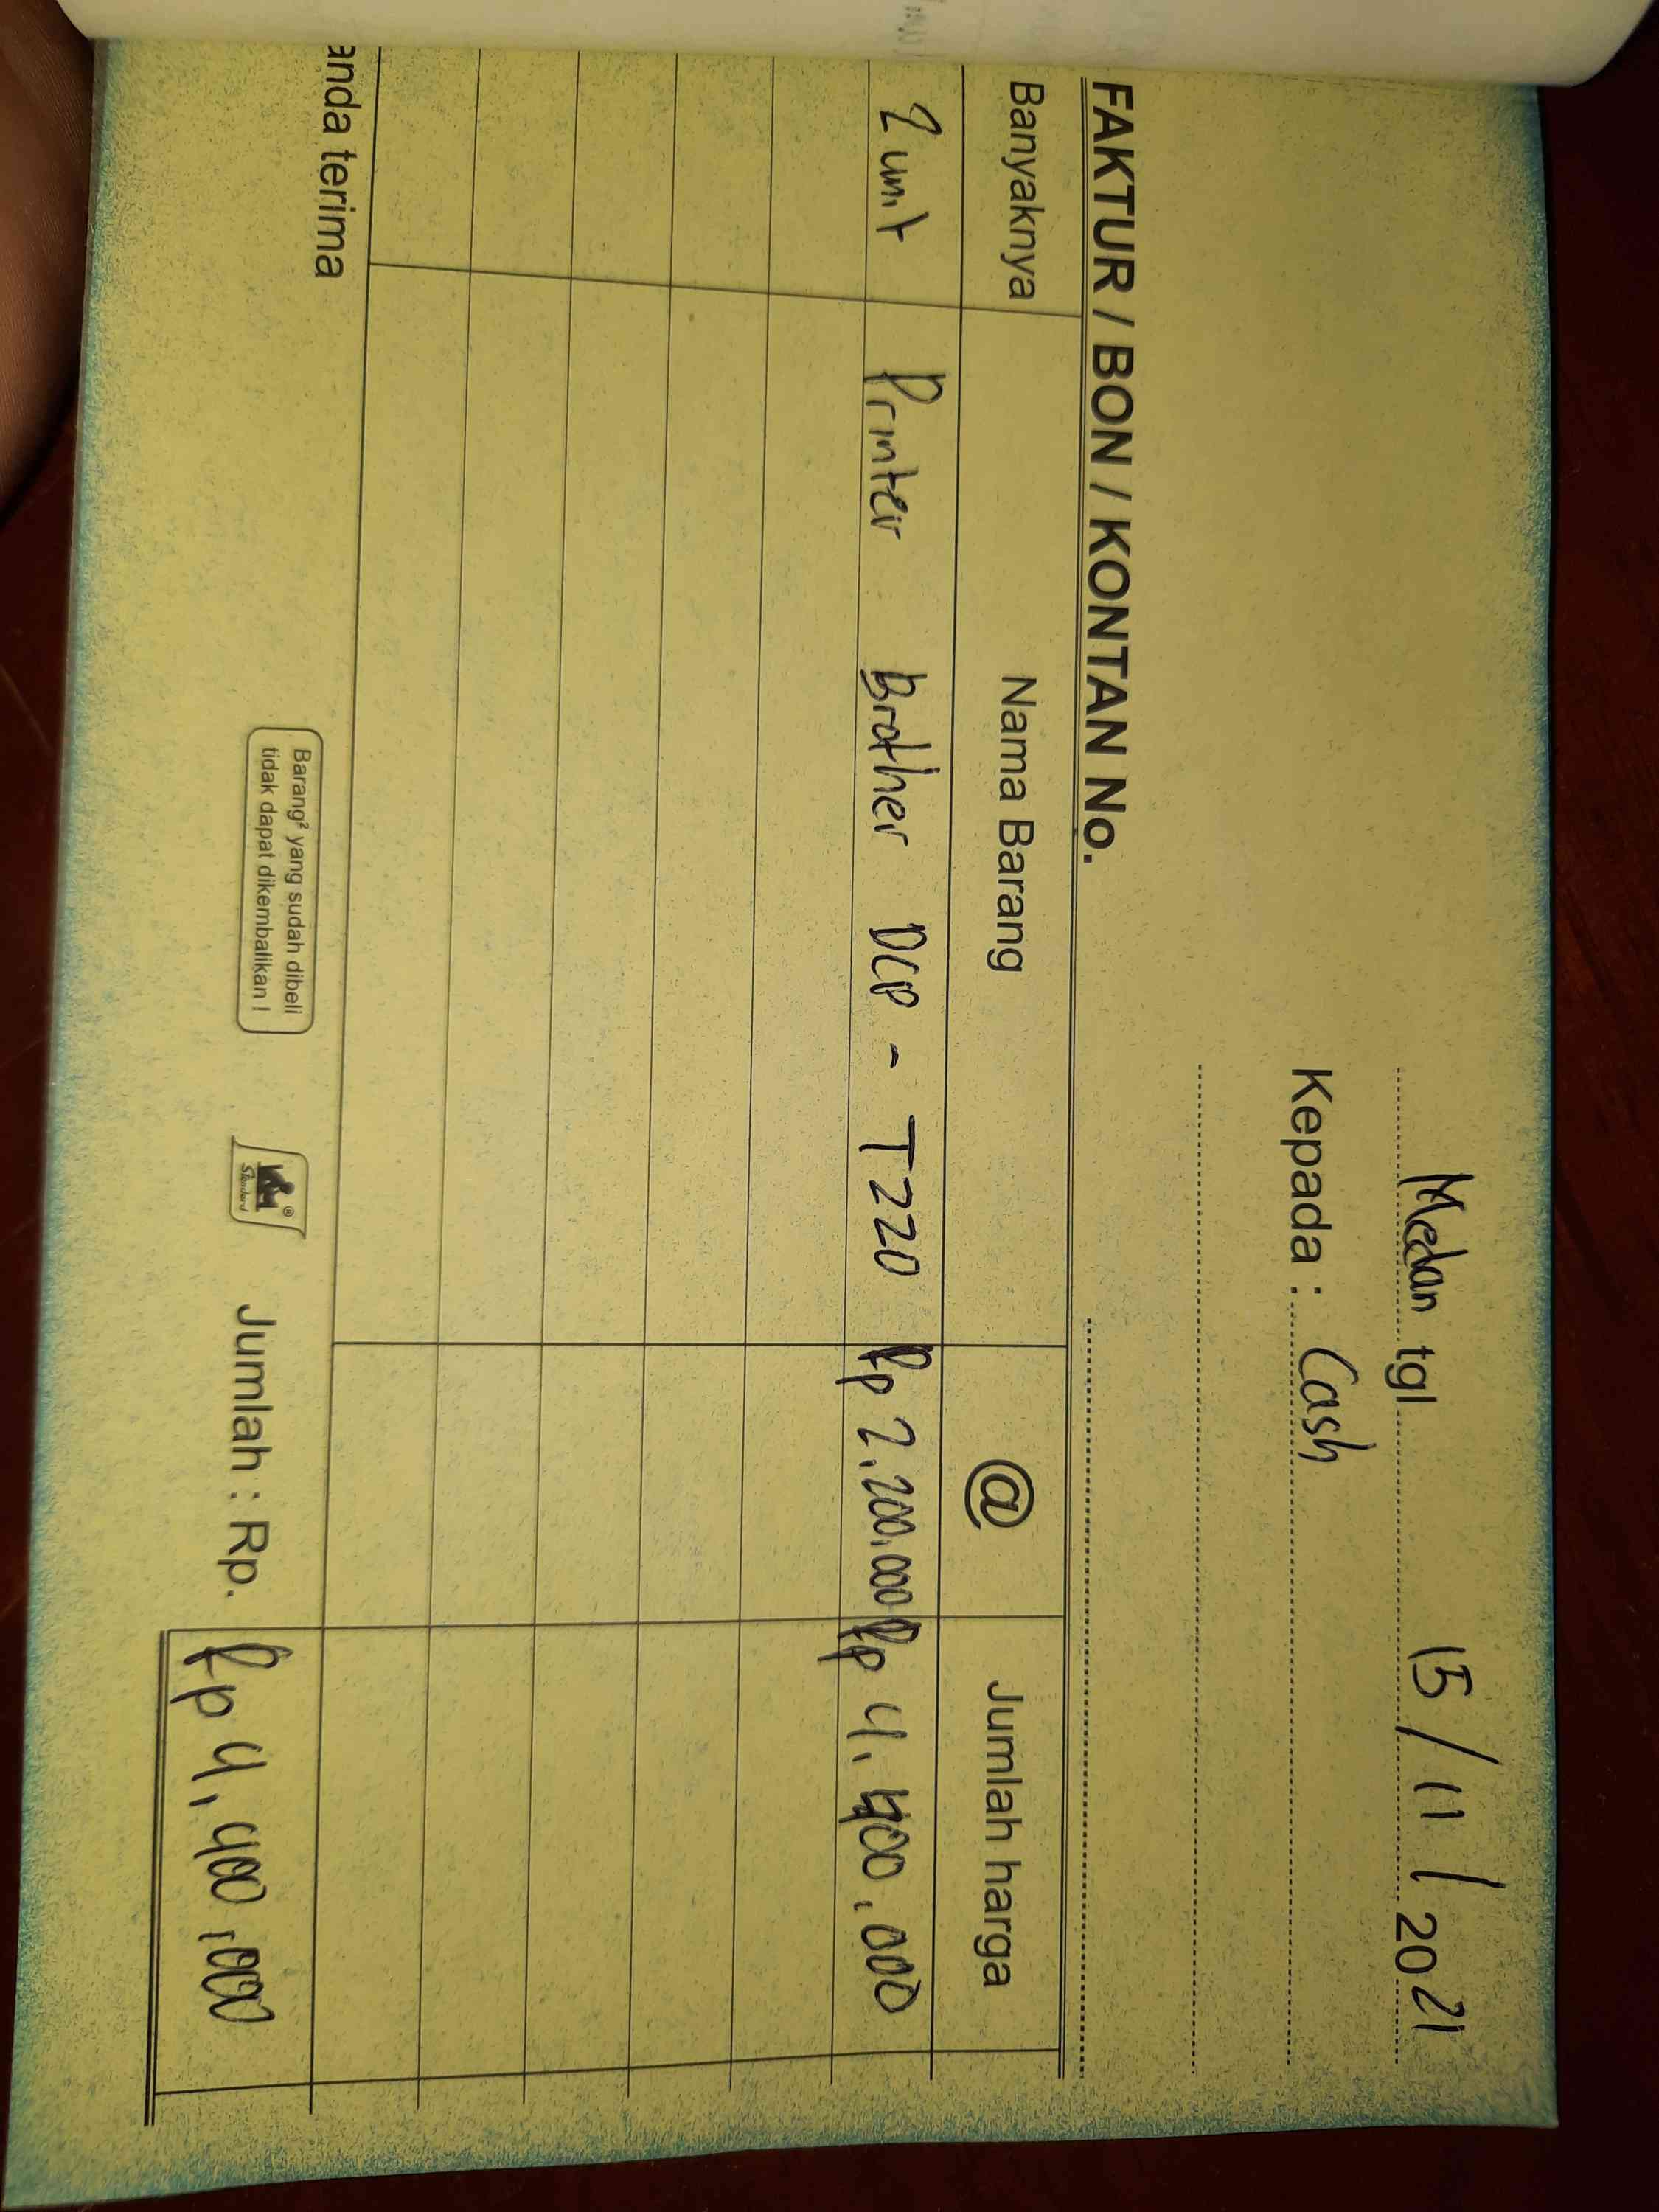 Medan tgl 15 / 11 / 2021
Kepada : Cash
FAKTUR / BON / KONTAN No.
Banyaknya Nama Barang @ Jumlah harga
2 unit Printer Brother DCP - T220 Rp 2.200.000 Rp 4.400.000
anda terima
Barang² yang sudah dibeli
tidak dapat dikembalikan !
Standard ®
Jumlah : Rp. Rp 4.400.000